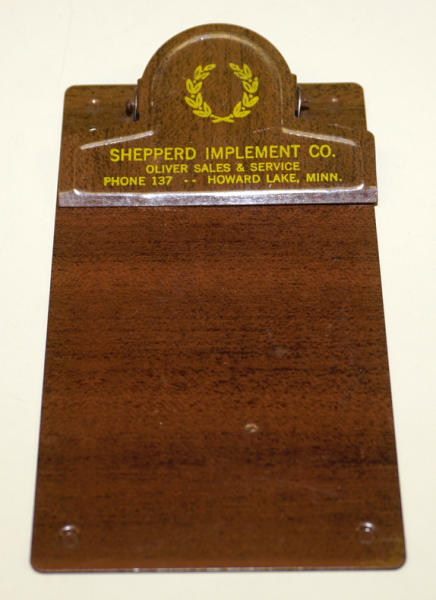 SHEPPERD IMPLEMENT CO.
OLIVER SALES & SERVICE
PHONE 137 -- HOWARD LAKE, MINN.